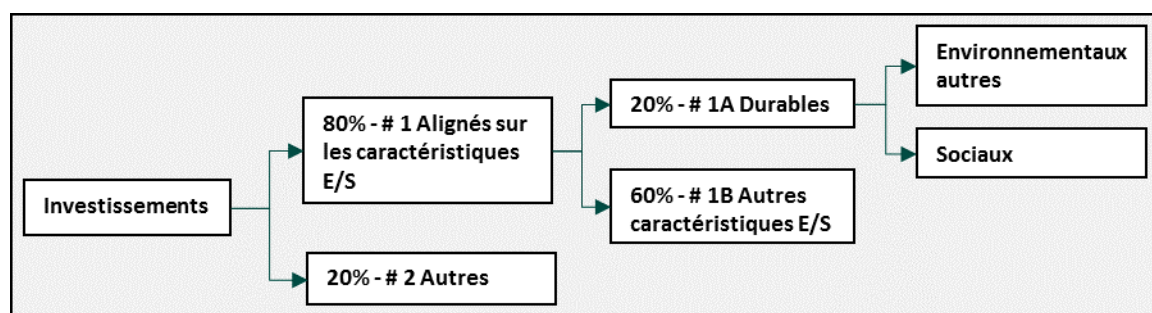 Investissements
80% - # 1 Alignés sur
les caractéristiques
E/S
20% - # 2 Autres
20% - # 1A Durables
60% - # 1B Autres
caractéristiques E/S
Environnementaux
autres
Sociaux